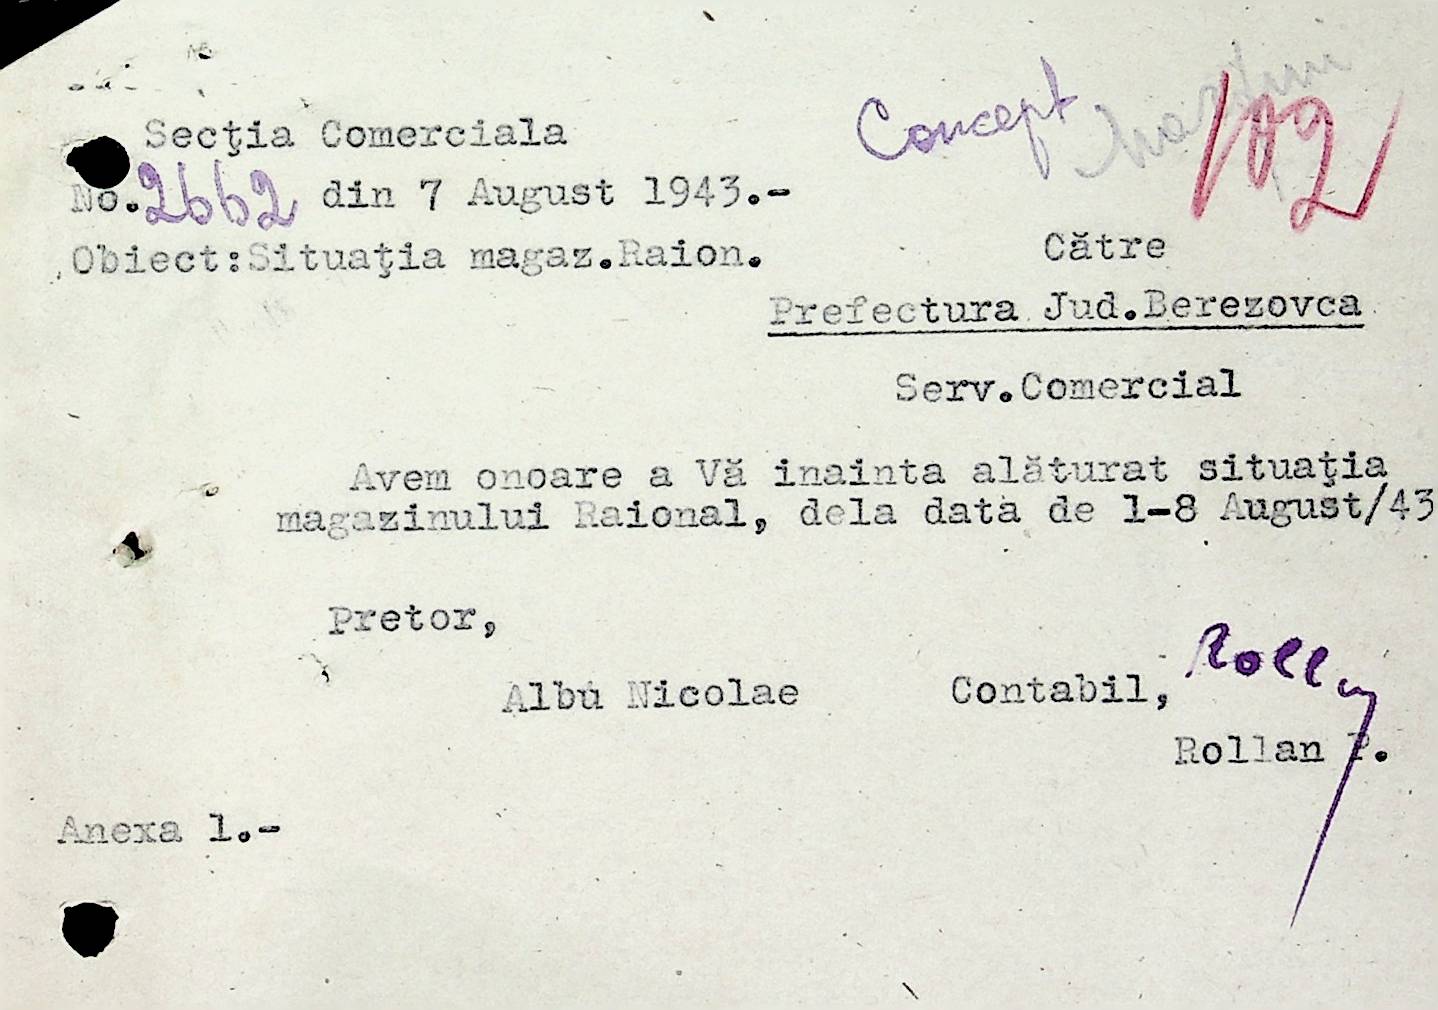 Concept
102
Secţia Comerciala
No.2662 din 7 August 1943.-
Obiect:Situaţia magaz.Raion.
Către
Prefectura Jud.Berezovca
Serv.Comercial
Avem onoare a Vă inainta alăturat situaţia
magazinului Raional, dela data de 1-8 August/43
Pretor,
Albu Nicolae
Contabil,
Rollan P.
Anexa 1.-